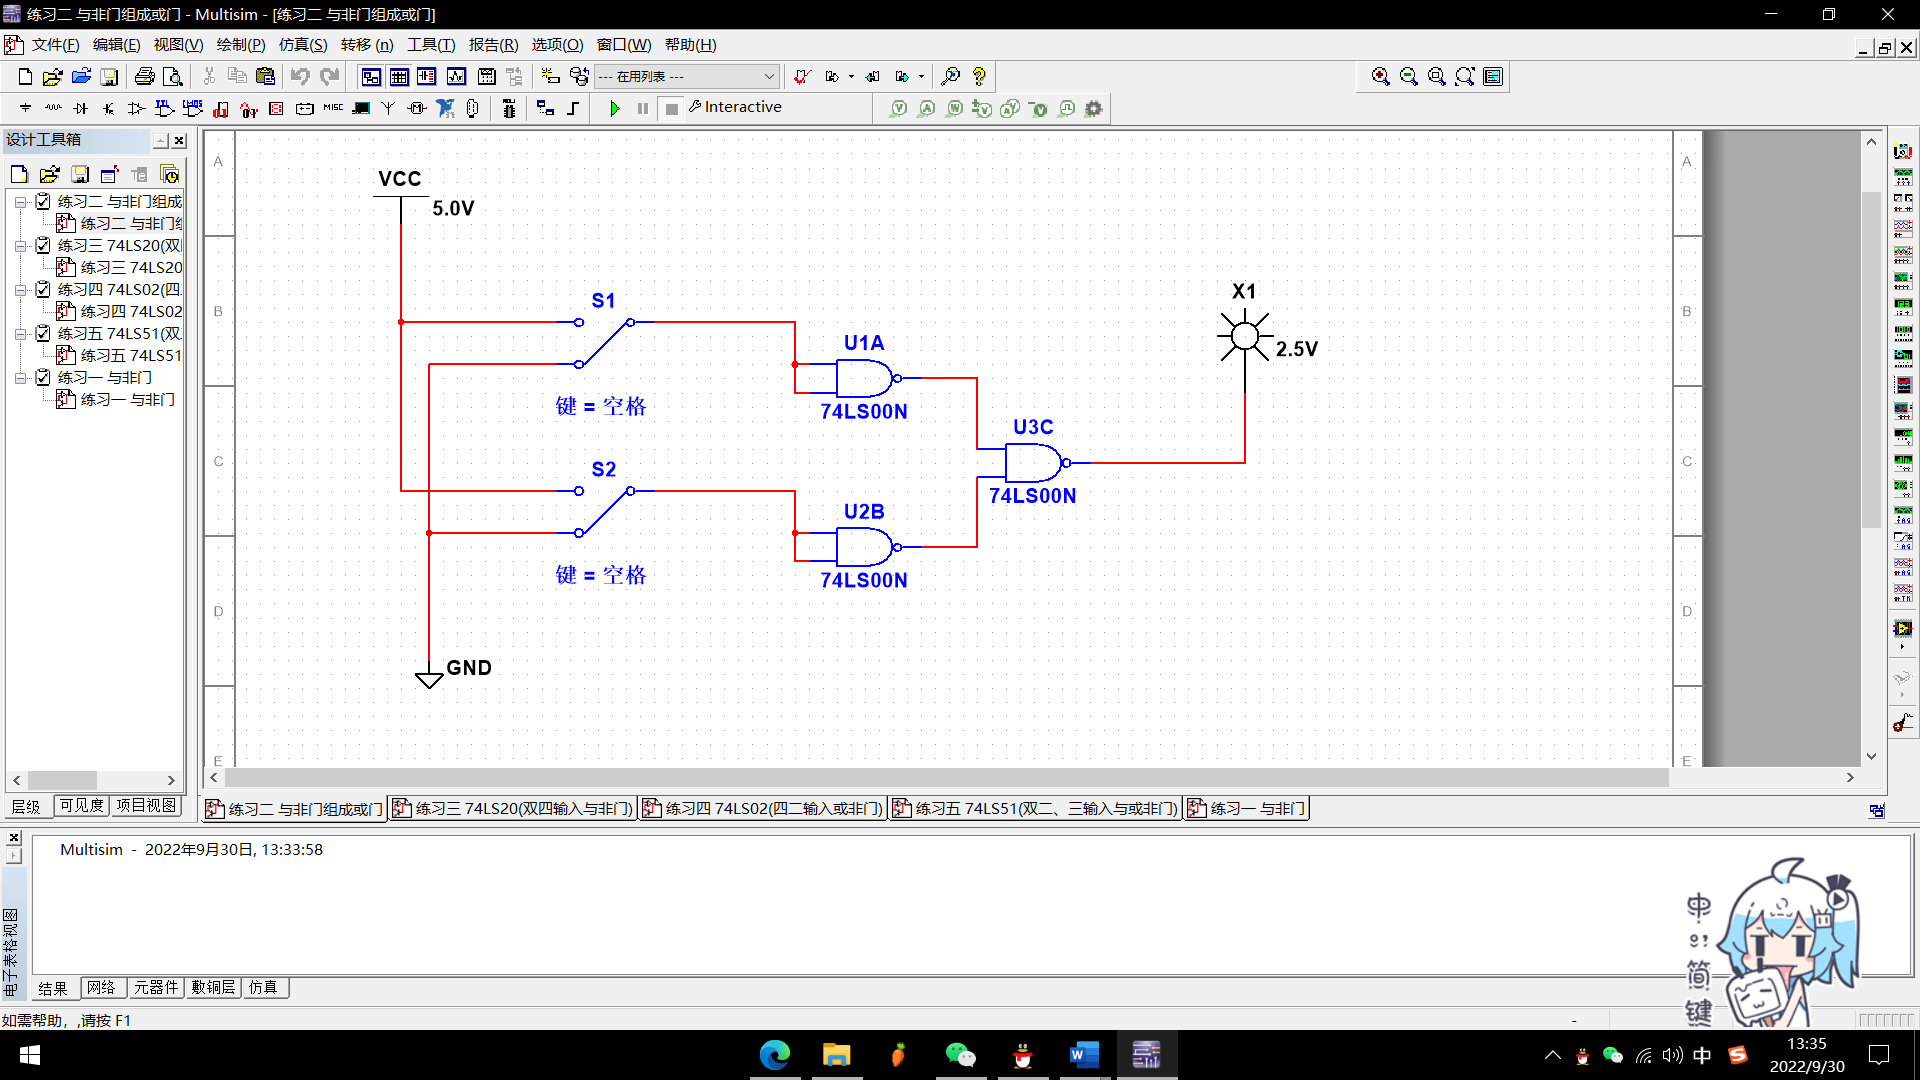 练习二 与非门组成或门 - Multisim - [练习二 与非门组成或门]
文件(F) 编辑(E) 视图(V) 绘制(P) 仿真(S) 转移 (n) 工具(T) 报告(R) 选项(O) 窗口(W) 帮助(H)
--- 在用列表 ---
MISC
Interactive
设计工具箱
练习二 与非门组成
练习二 与非门组
练习三 74LS20(双
练习三 74LS20
练习四 74LS02(四
练习四 74LS02
练习五 74LS51(双
练习五 74LS51
练习一 与非门
练习一 与非门
层级 可见度 项目视图
A
B
C
D
E
VCC
5.0V
S1
键 = 空格
S2
键 = 空格
GND
U1A
74LS00N
U2B
74LS00N
U3C
74LS00N
X1
2.5V
A
B
C
D
E
练习二 与非门组成或门 练习三 74LS20(双四输入与非门) 练习四 74LS02(四二输入或非门) 练习五 74LS51(双二、三输入与或非门) 练习一 与非门
Multisim - 2022年9月30日, 13:33:58
电子表格视图
结果 网络 元器件 敷铜层 仿真
如需帮助，,请按 F1
-
中
简
键
中
13:35
2022/9/30